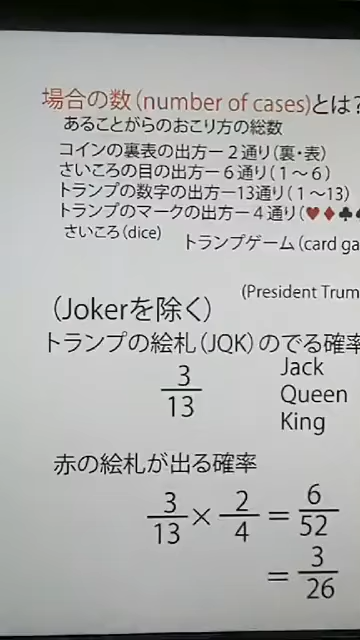 場合の数(number of cases)とは?
あることがらのおこり方の総数
コインの裏表の出方ー2通り(裏・表)
さいころの目の出方ー6通り(1〜6)
トランプの数字の出方ー13通り(1〜13)
トランプのマークの出方ー4通り(♥♦♣♠
さいころ(dice)
トランプゲーム(card ga
(President Trum
(Jokerを除く)
トランプの絵札(JQK)のでる確率
3/13
Jack
Queen
King
赤の絵札が出る確率
3/13 × 2/4 = 6/52
= 3/26